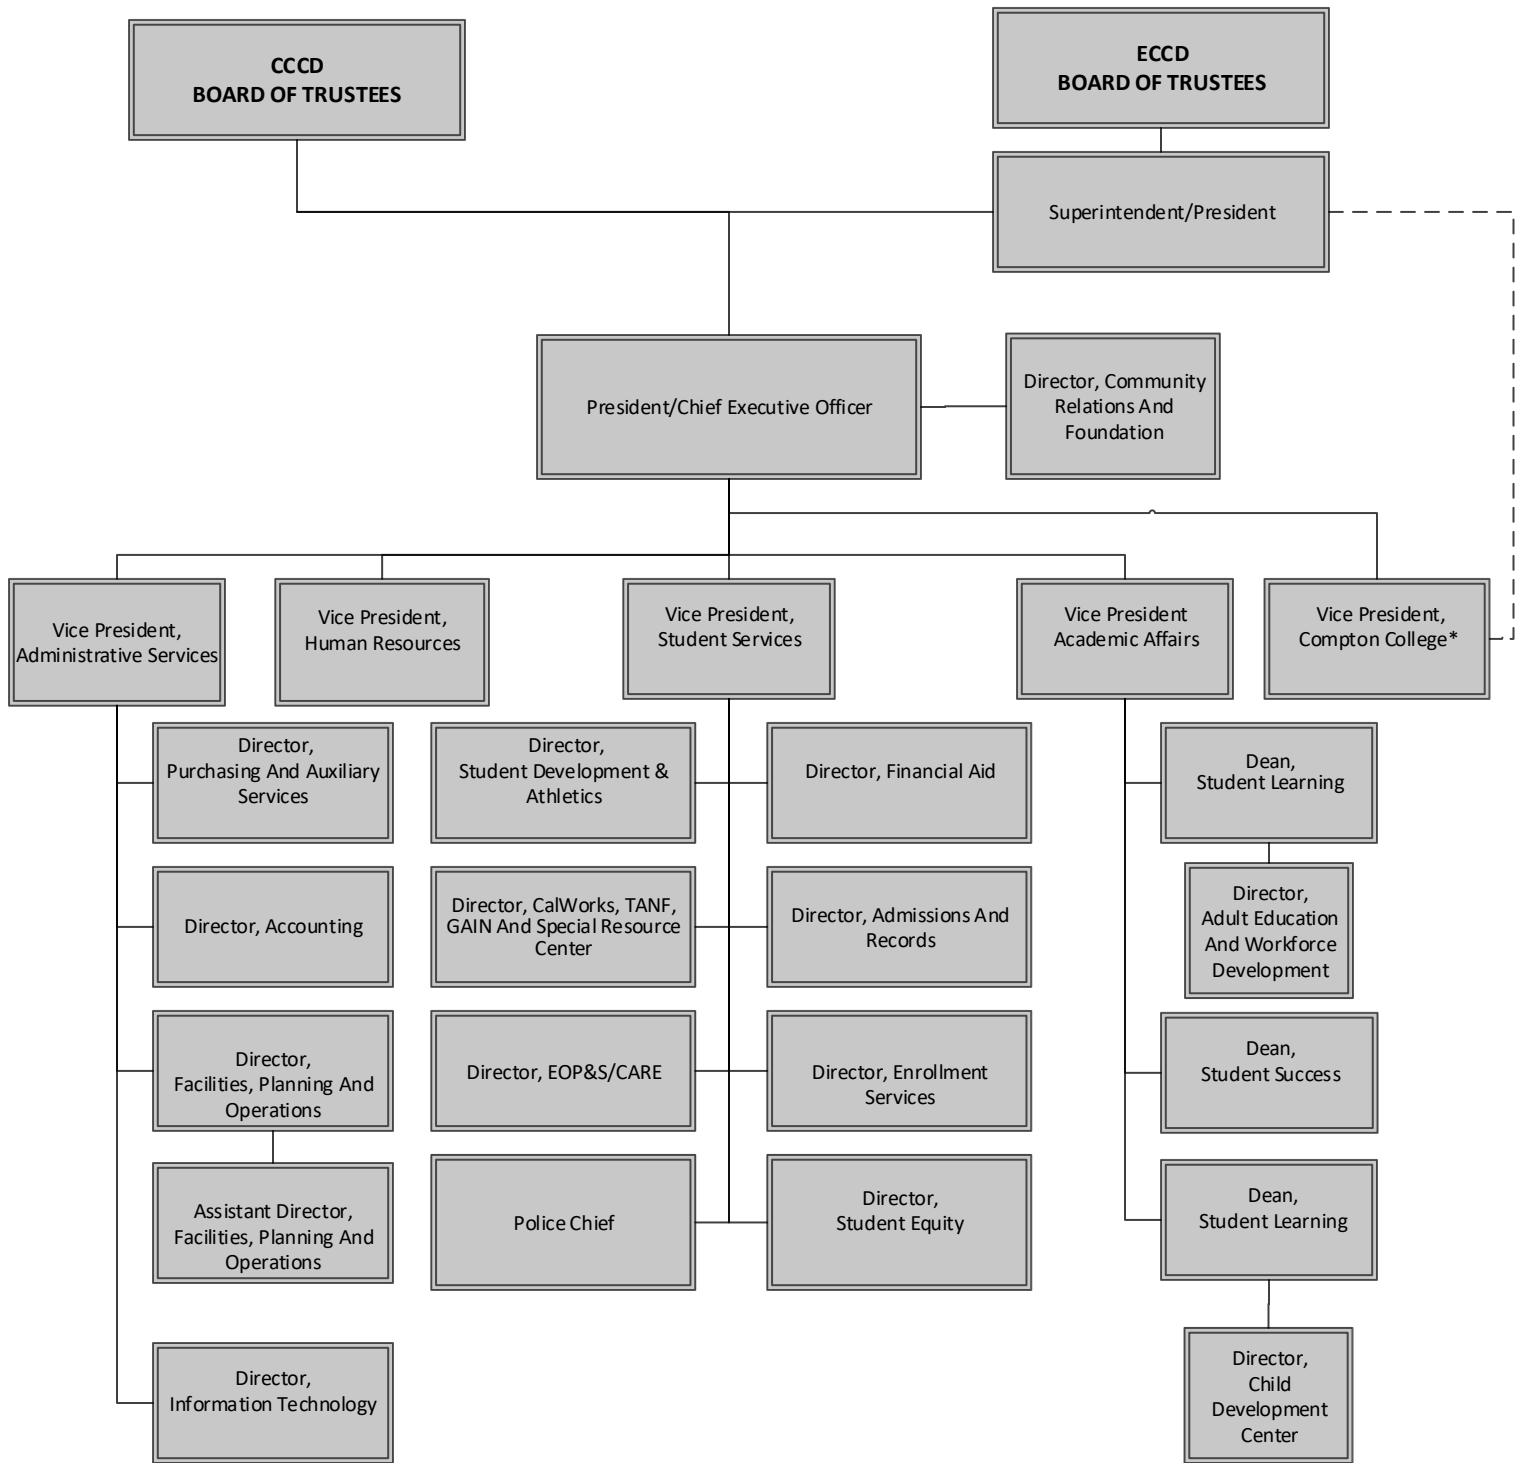 CCCD
BOARD OF TRUSTEES
ECCD
BOARD OF TRUSTEES
Superintendent/President
President/Chief Executive Officer
Director, Community
Relations And
Foundation
Vice President,
Administrative Services
Vice President,
Human Resources
Vice President,
Student Services
Vice President
Academic Affairs
Vice President,
Compton College*
Director,
Purchasing And Auxiliary
Services
Director,
Student Development &
Athletics
Director, Financial Aid
Dean,
Student Learning
Director, Accounting
Director, CalWorks, TANF,
GAIN And Special Resource
Center
Director, Admissions And
Records
Director,
Adult Education
And Workforce
Development
Director,
Facilities, Planning And
Operations
Director, EOP&S/CARE
Director, Enrollment
Services
Dean,
Student Success
Assistant Director,
Facilities, Planning And
Operations
Police Chief
Director,
Student Equity
Dean,
Student Learning
Director,
Information Technology
Director,
Child
Development
Center